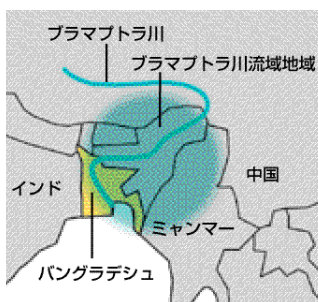 ブラマプトラ川
ブラマプトラ川流域地域
インド
中国
ミャンマー
バングラデシュ